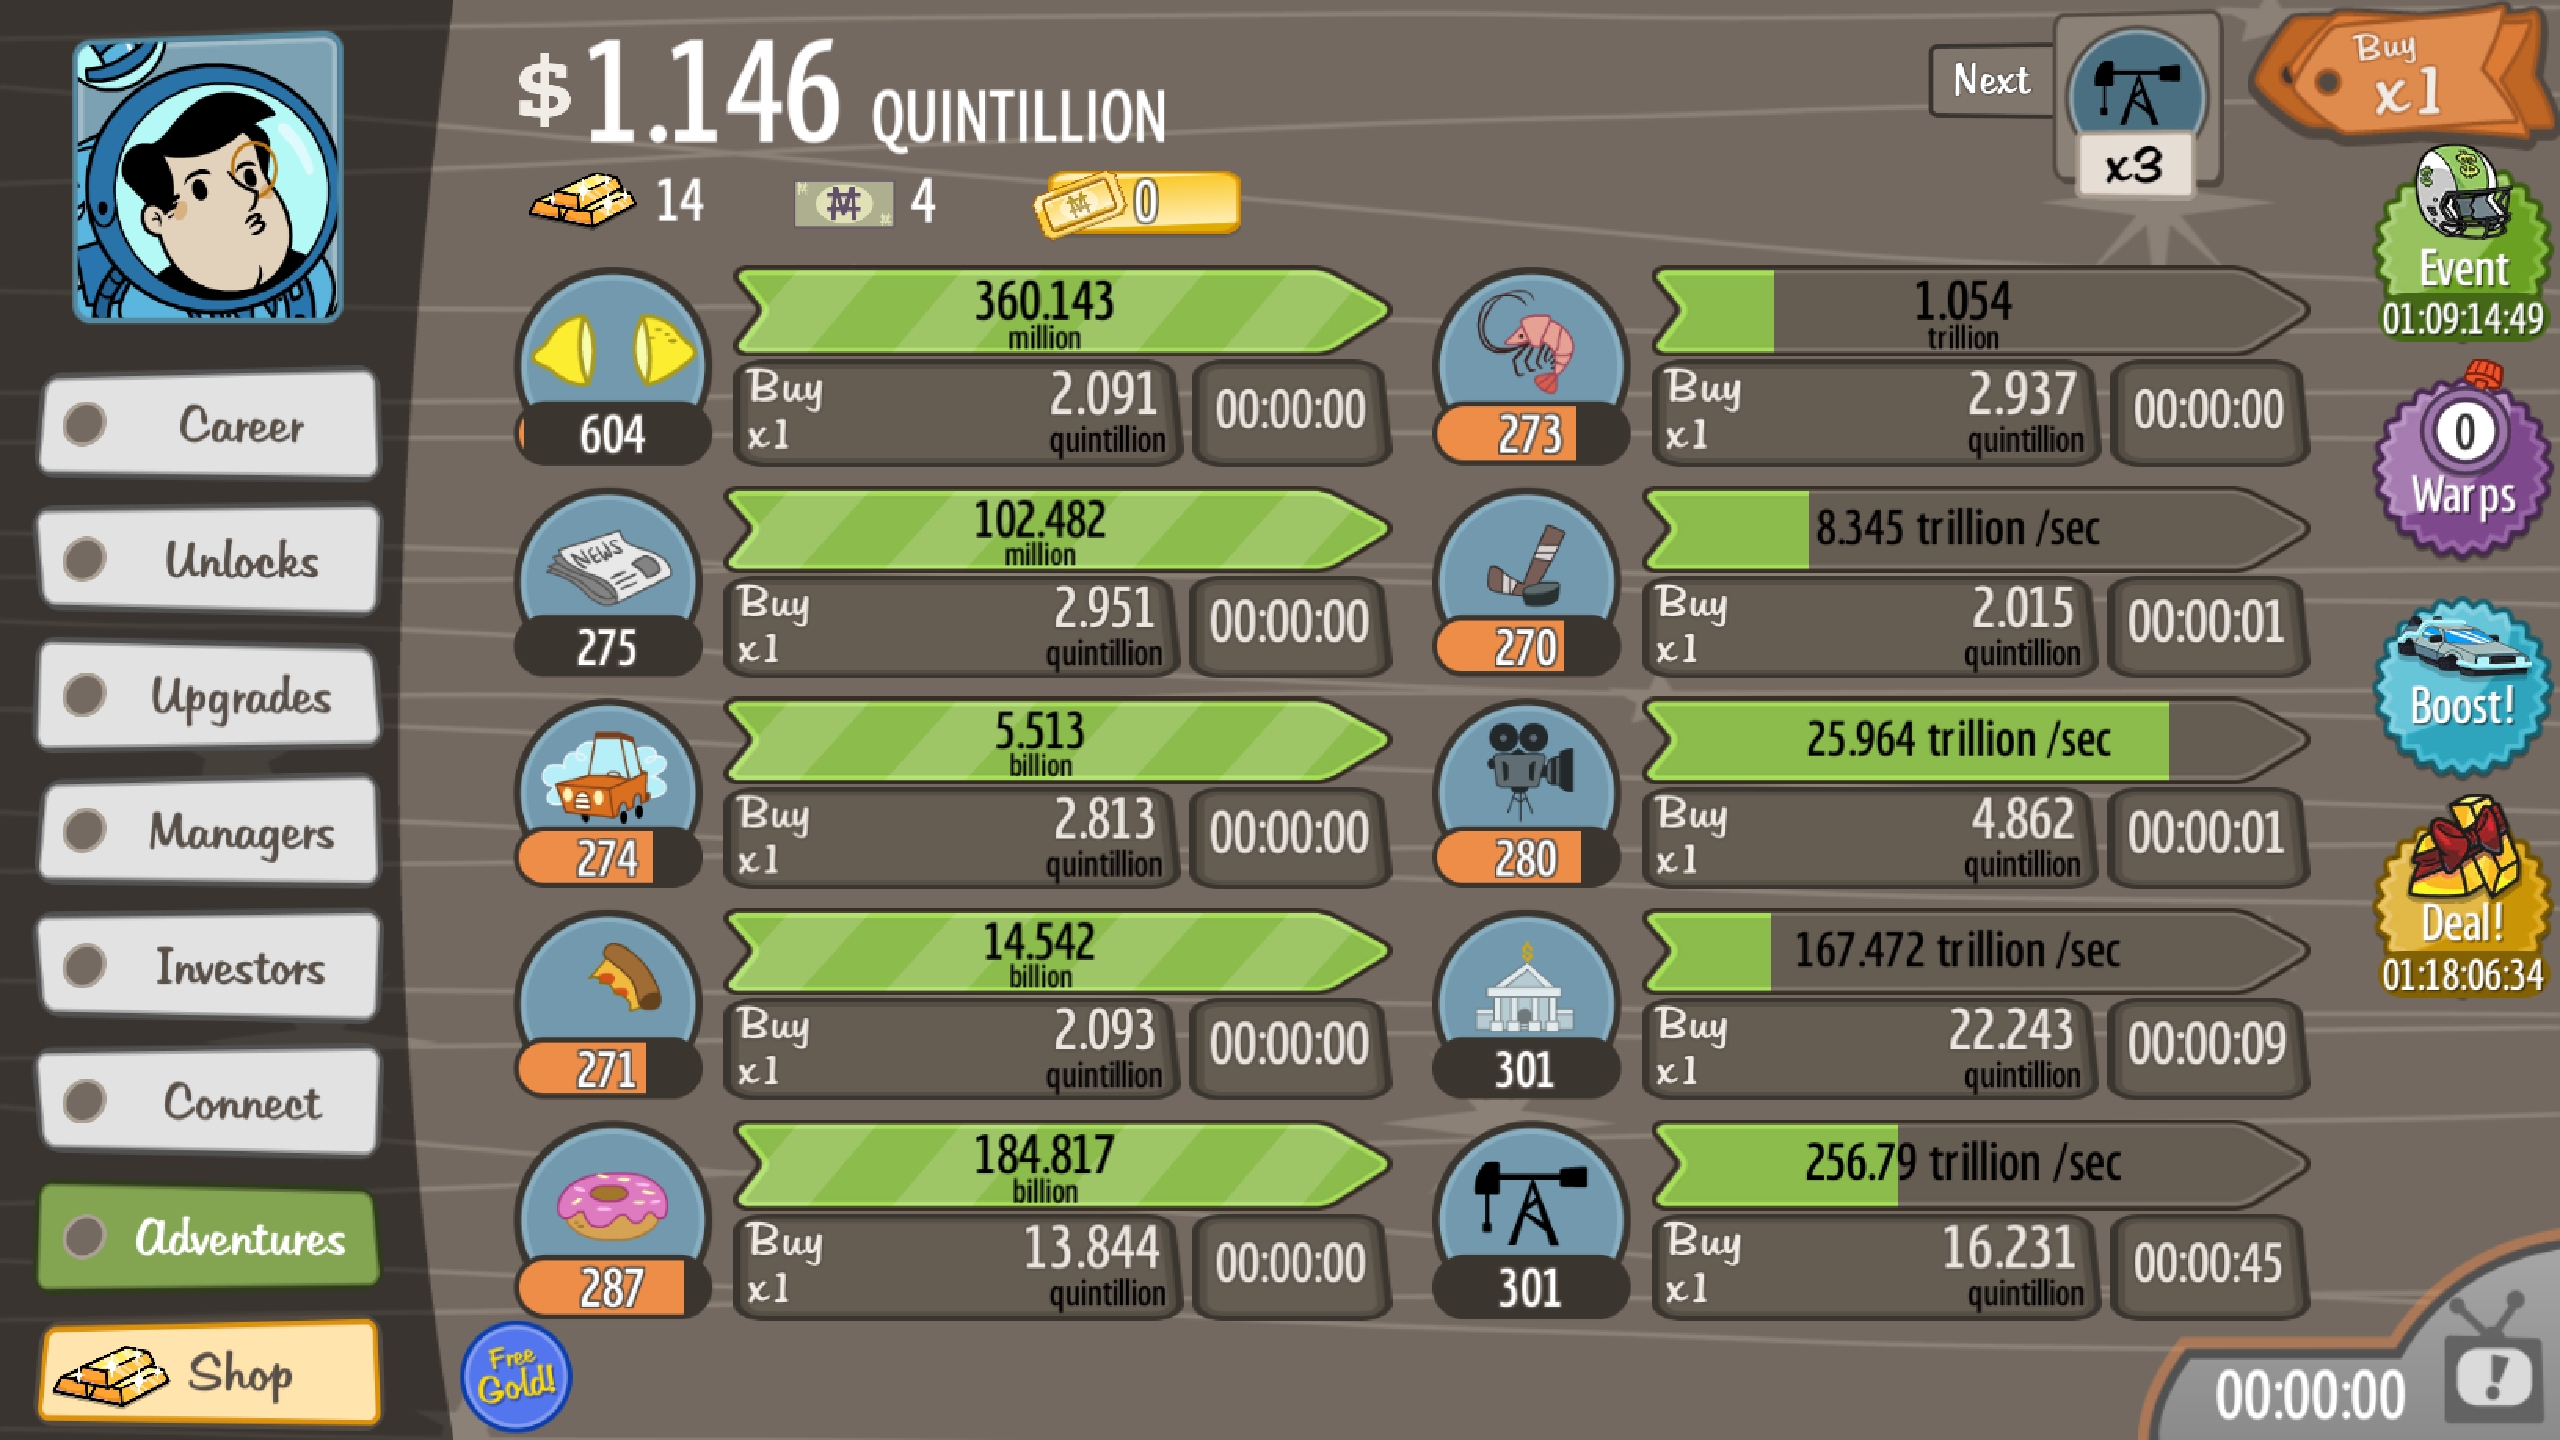 $1.146 QUINTILLION
14
4
0
Next
x3
Buy
x1
Career
Unlocks
Upgrades
Managers
Investors
Connect
Adventures
Shop
360.143
million
604
Buy
x1
2.091
quintillion
00:00:00
NEWS
102.482
million
275
Buy
x1
2.951
quintillion
00:00:00
5.513
billion
274
Buy
x1
2.813
quintillion
00:00:00
14.542
billion
271
Buy
x1
2.093
quintillion
00:00:00
184.817
billion
287
Buy
x1
13.844
quintillion
00:00:00
1.054
trillion
273
Buy
x1
2.937
quintillion
00:00:00
8.345 trillion /sec
270
Buy
x1
2.015
quintillion
00:00:01
25.964 trillion /sec
280
Buy
x1
4.862
quintillion
00:00:01
167.472 trillion /sec
301
Buy
x1
22.243
quintillion
00:00:09
256.79 trillion /sec
301
Buy
x1
16.231
quintillion
00:00:45
Event
01:09:14:49
0
Warps
Boost!
Deal!
01:18:06:34
Free
Gold!
00:00:00
!